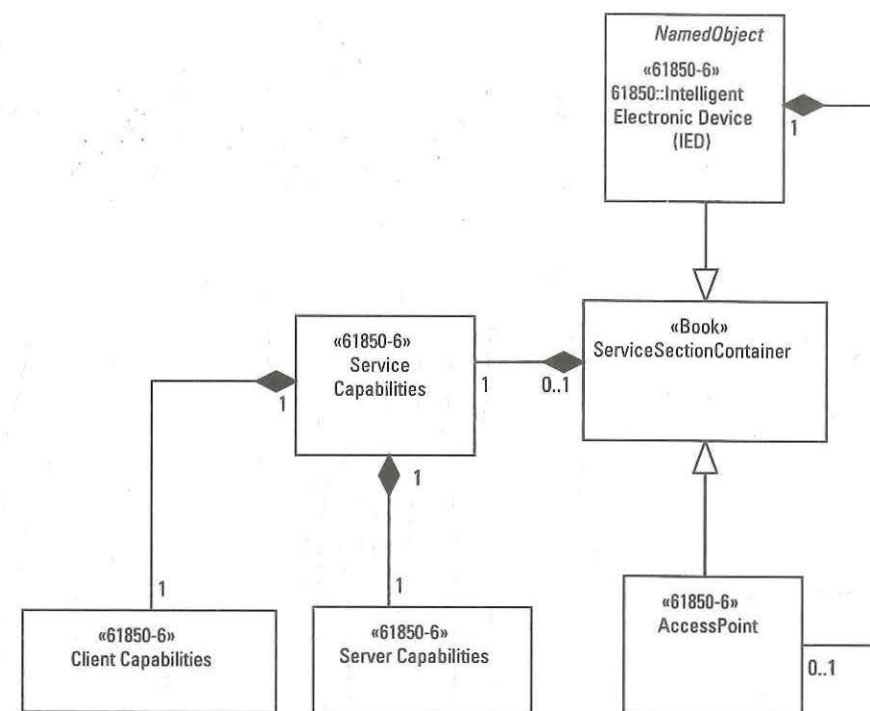 NamedObject
«61850-6»
61850::Intelligent
Electronic Device
(IED)
1
«Book»
ServiceSectionContainer
«61850-6»
Service
Capabilities
1
0..1
1
1
1
1
«61850-6»
Client Capabilities
«61850-6»
Server Capabilities
«61850-6»
AccessPoint
0..1